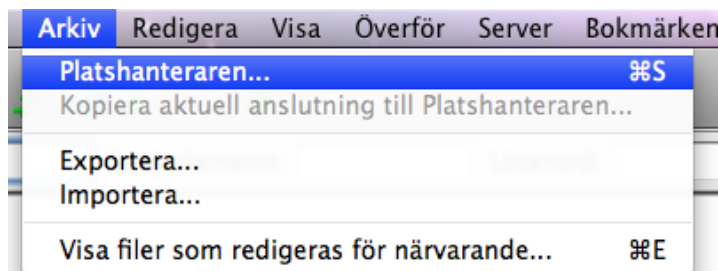 Arkiv Redigera Visa Överför Server Bokmärken
Platshanteraren... ⌘S
Kopiera aktuell anslutning till Platshanteraren...
Exportera...
Importera...
Visa filer som redigeras för närvarande... ⌘E